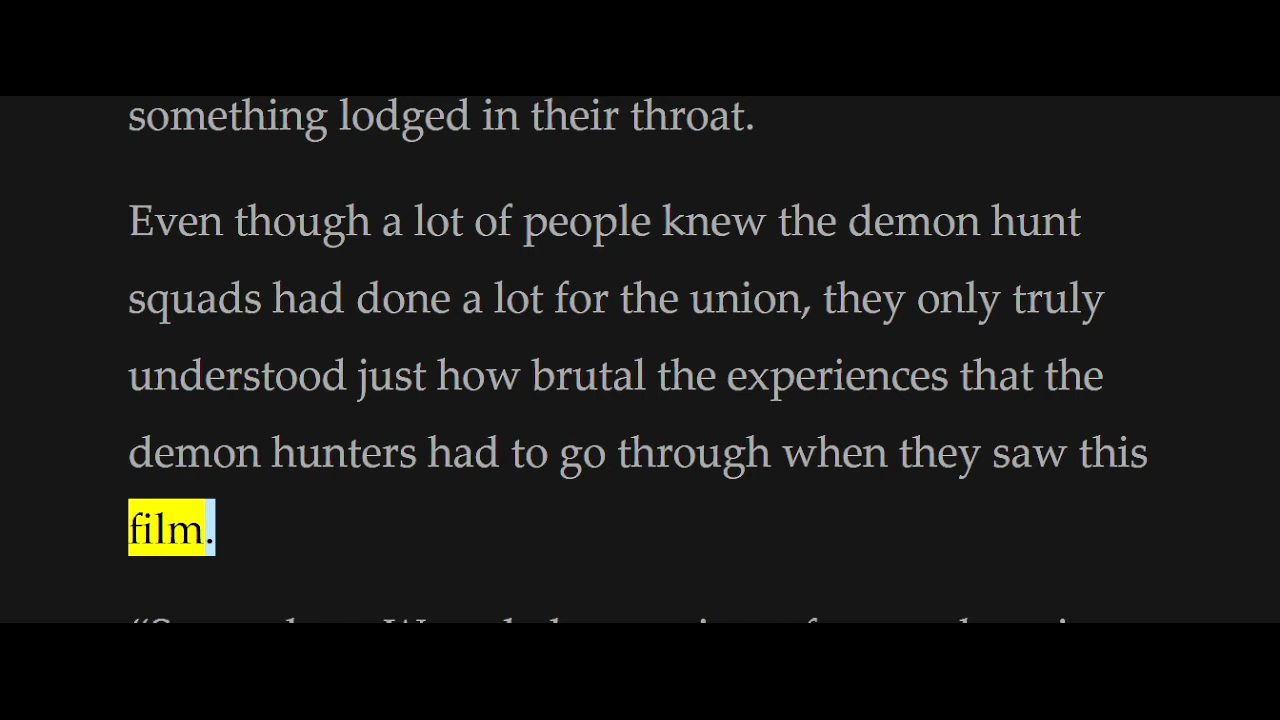 something lodged in their throat.
Even though a lot of people knew the demon hunt
squads had done a lot for the union, they only truly
understood just how brutal the experiences that the
demon hunters had to go through when they saw this
film.